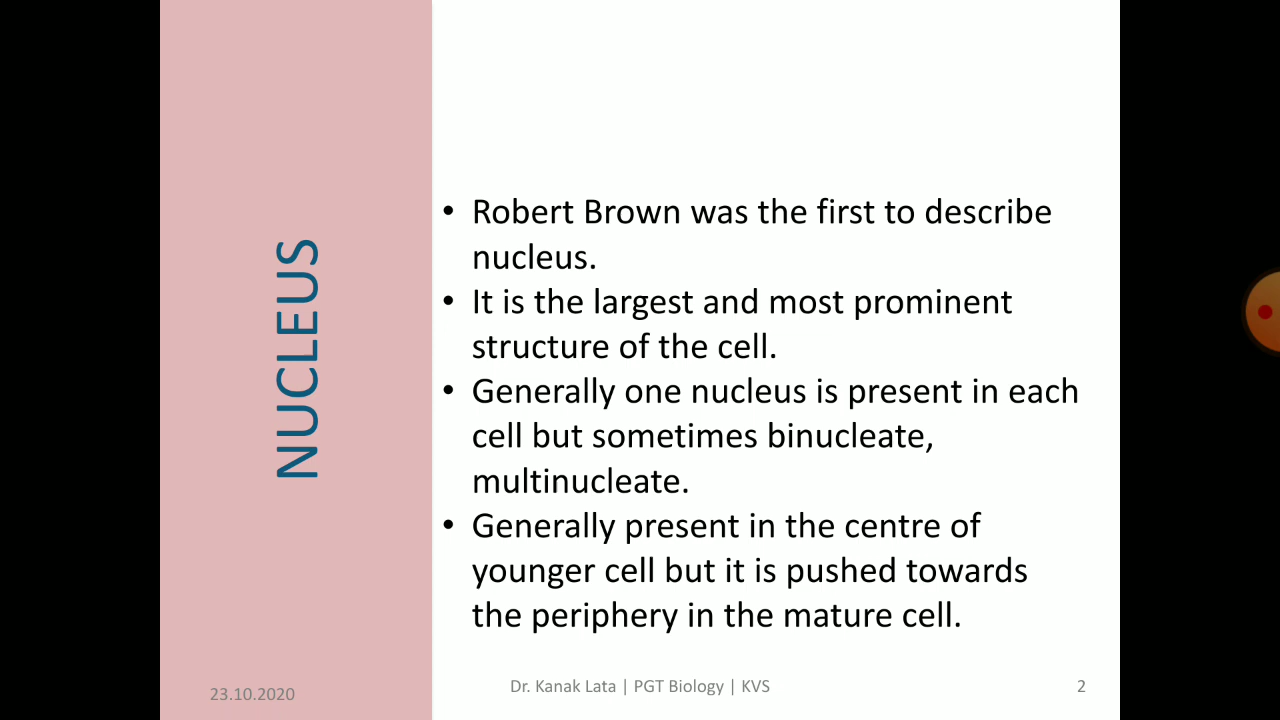 NUCLEUS
• Robert Brown was the first to describe
nucleus.
• It is the largest and most prominent
structure of the cell.
• Generally one nucleus is present in each
cell but sometimes binucleate,
multinucleate.
• Generally present in the centre of
younger cell but it is pushed towards
the periphery in the mature cell.
23.10.2020
Dr. Kanak Lata | PGT Biology | KVS
2